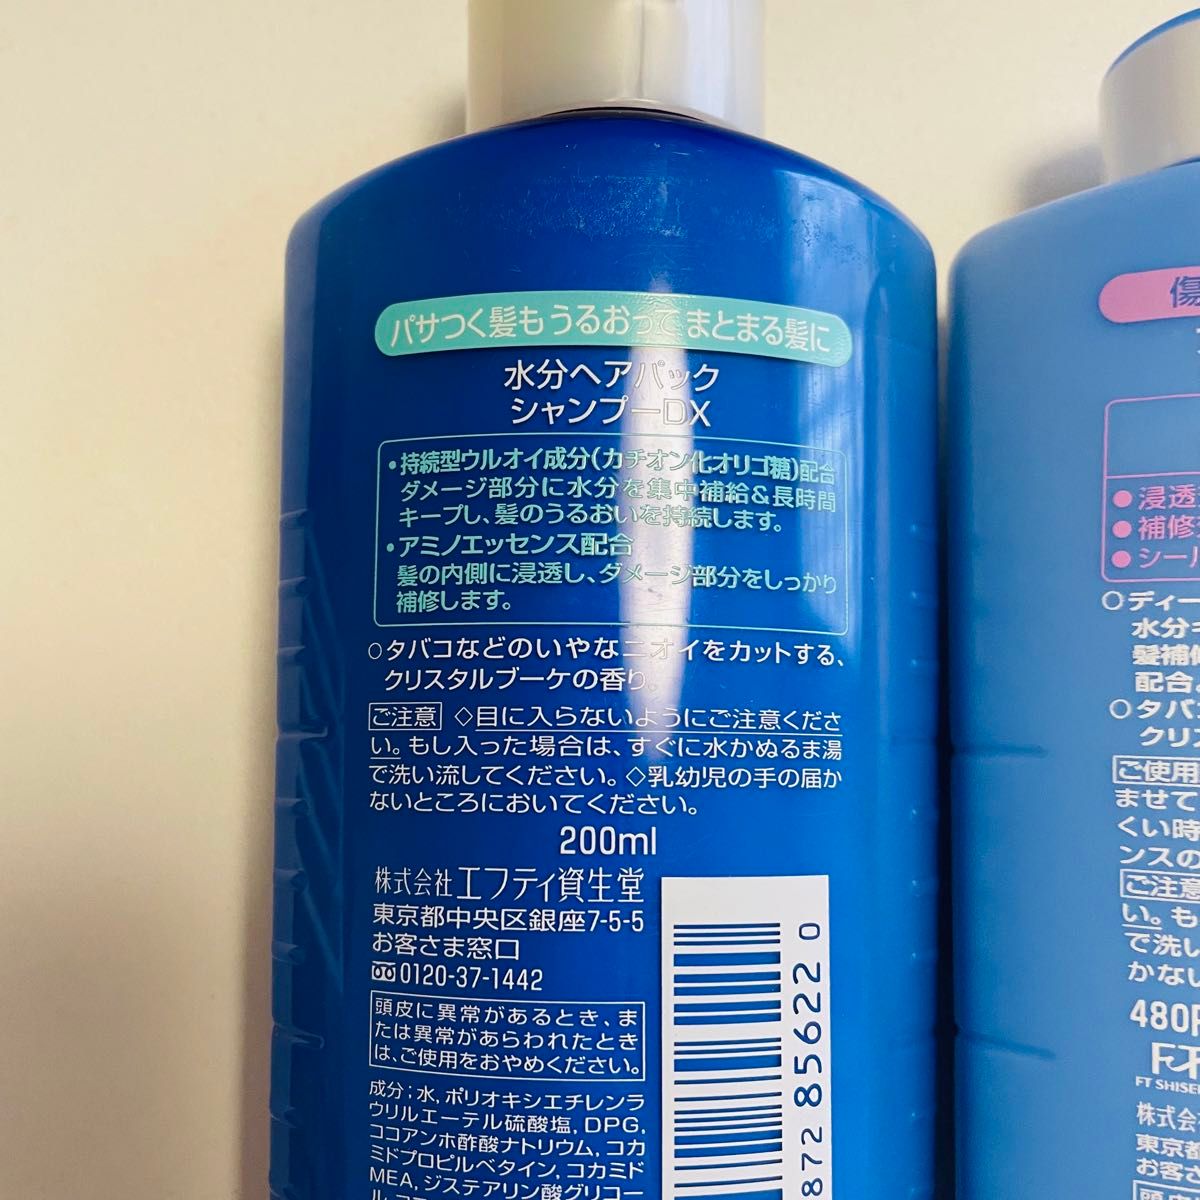 パサつく髪もうるおってまとまる髪に
水分ヘアパック
シャンプーDX
・持続型ウルオイ成分(カチオン化オリゴ糖)配合
ダメージ部分に水分を集中補給&長時間
キープし、髪のうるおいを持続します。
・アミノエッセンス配合
髪の内側に浸透し、ダメージ部分をしっかり
補修します。
○タバコなどのいやなニオイをカットする、
クリスタルブーケの香り。
ご注意 ◇目に入らないようにご注意くださ
い。もし入った場合は、すぐに水かぬるま湯
で洗い流してください。◇乳幼児の手の届か
ないところにおいてください。
200ml
株式会社 エフティ資生堂
東京都中央区銀座7-5-5
お客さま窓口
0120-37-1442
頭皮に異常があるとき、ま
たは異常があらわれたとき
は、ご使用をおやめください。
成分：水, ポリオキシエチレンラ
ウリルエーテル硫酸塩, DPG,
ココアンホ酢酸ナトリウム, コカ
ミドプロピルベタイン, コカミド
MEA, ジステアリン酸グリコー
872 856220
傷
●浸透
●補修
●シール
○ディー
水分キ
髪補修
配合。
○タバ
クリス
ご使用
ませて
くい時
ンスの
ご注意
い。も
で洗い
かない
480
FT
FT SHISE
株式会
東京都
お客さ
頭皮